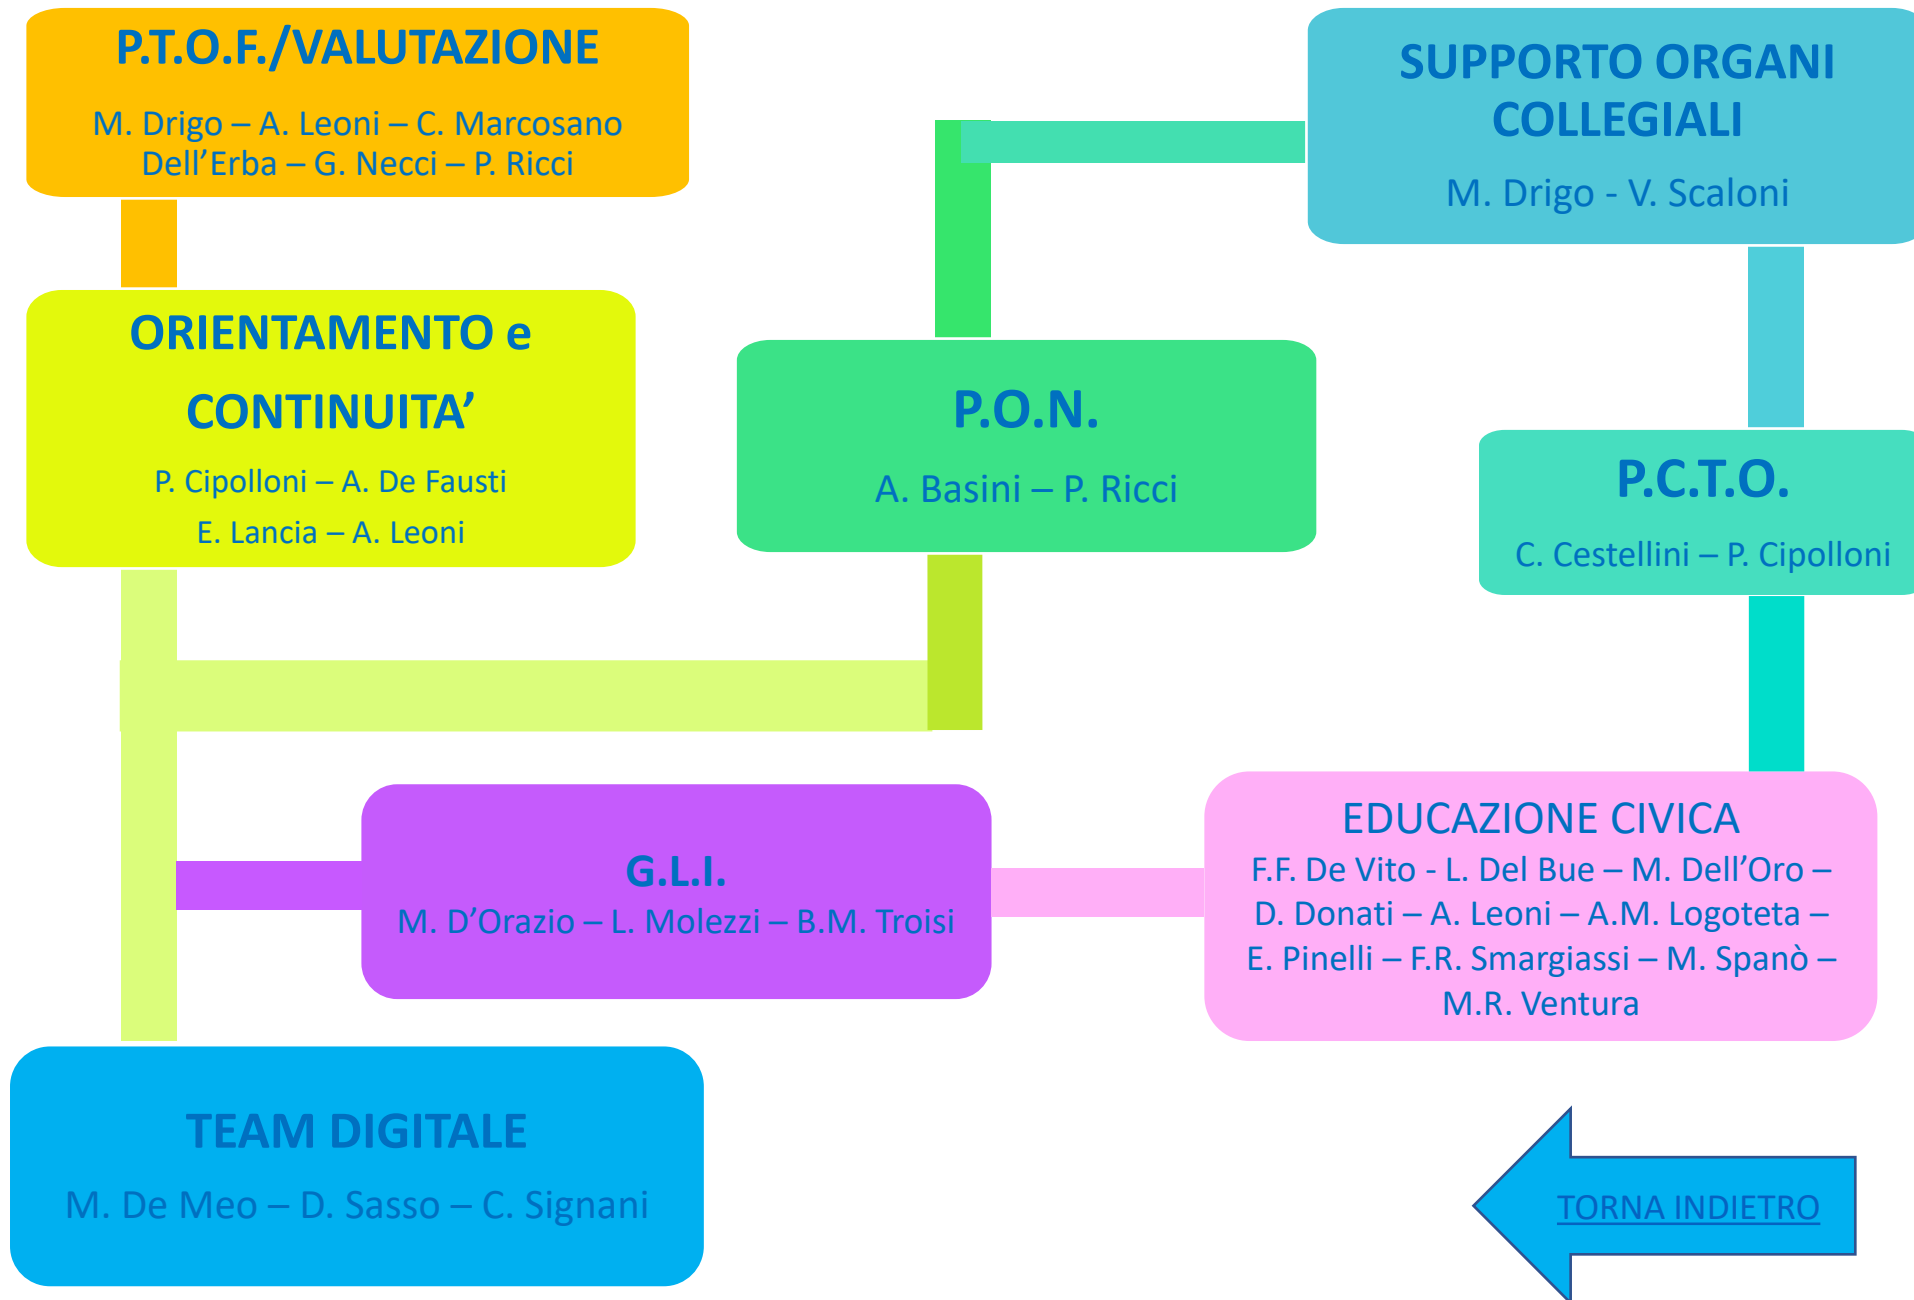 P.T.O.F./VALUTAZIONE
M. Drigo – A. Leoni – C. Marcosano
Dell’Erba – G. Necci – P. Ricci
SUPPORTO ORGANI
COLLEGIALI
M. Drigo - V. Scaloni
ORIENTAMENTO e
CONTINUITA’
P. Cipolloni – A. De Fausti
E. Lancia – A. Leoni
P.O.N.
A. Basini – P. Ricci
P.C.T.O.
C. Cestellini – P. Cipolloni
G.L.I.
M. D’Orazio – L. Molezzi – B.M. Troisi
EDUCAZIONE CIVICA
F.F. De Vito - L. Del Bue – M. Dell’Oro –
D. Donati – A. Leoni – A.M. Logoteta –
E. Pinelli – F.R. Smargiassi – M. Spanò –
M.R. Ventura
TEAM DIGITALE
M. De Meo – D. Sasso – C. Signani
TORNA INDIETRO